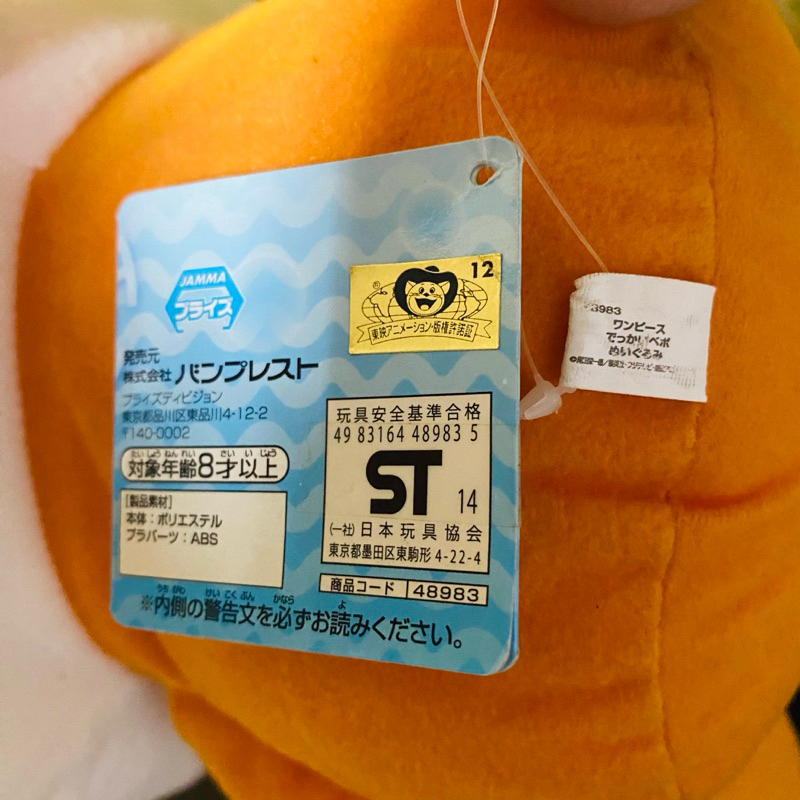 JAMMA
プライズ
12
東映アニメーション・版権許諾証
発売元
株式会社 バンプレスト
プライズディビジョン
東京都品川区東品川4-12-2
〒140-0002
たいしょうねんれい さい いじょう
対象年齢8才以上
【製品素材】
本体:ポリエステル
プラパーツ:ABS
玩具安全基準合格
49 83164 48983 5
ST 14
(一社)日本玩具協会
東京都墨田区東駒形 4-22-4
商品コード 48983
うちがわ けいこくぶん かなら よ
※内側の警告文を必ずお読みください。
48983
ワンピース
でっかいベポ
ぬいぐるみ